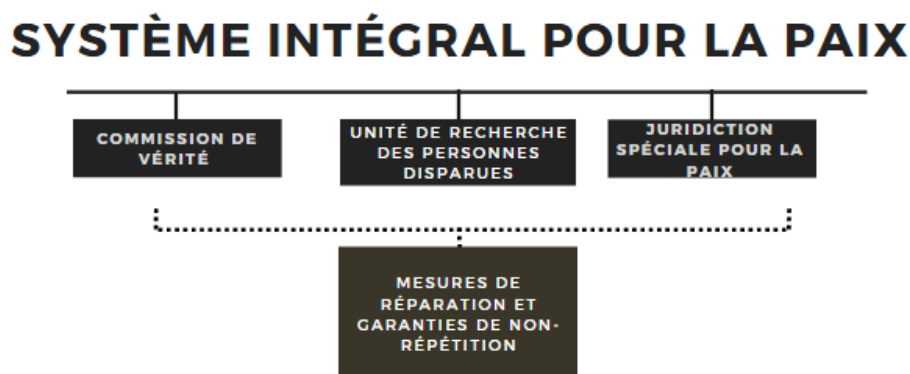 SYSTÈME INTÉGRAL POUR LA PAIX
COMMISSION DE
VÉRITÉ
UNITÉ DE RECHERCHE
DES PERSONNES
DISPARUES
JURIDICTION
SPÉCIALE POUR LA
PAIX
MESURES DE
RÉPARATION ET
GARANTIES DE NON-
RÉPÉTITION